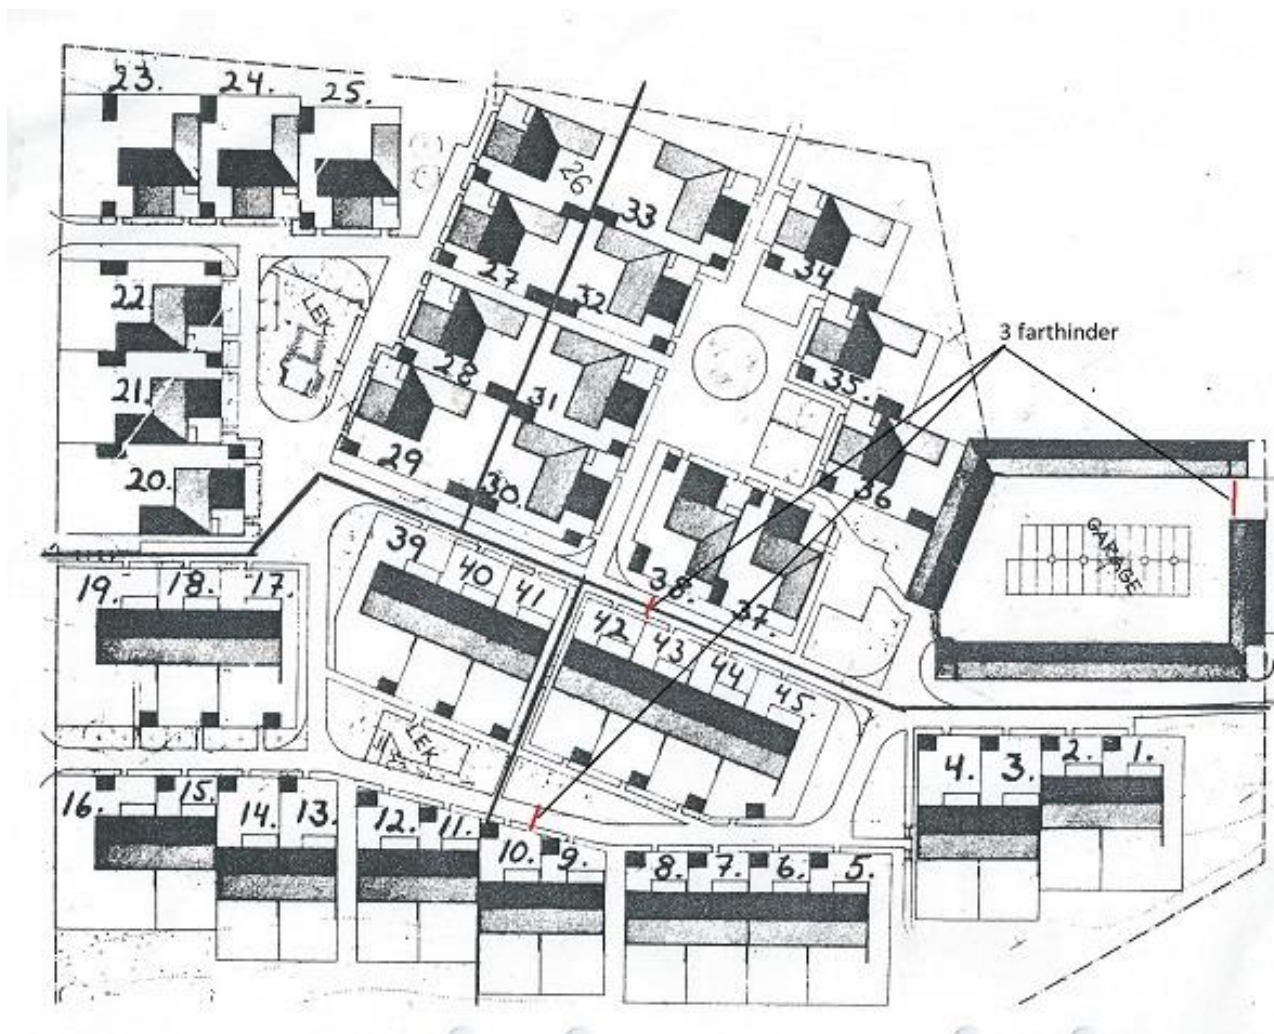 23. 24. 25.
26
33
34
27
32
22
LEK
3 farthinder
28
35.
31
21.
29
36
20.
30.
GARAGE
39
40
41
38.
37.
19. 18. 17.
42
43
44
45.
LEK
4. 3. 2. 1.
16. 15. 14. 13. 12. 11.
10. 9. 8. 7. 6. 5.